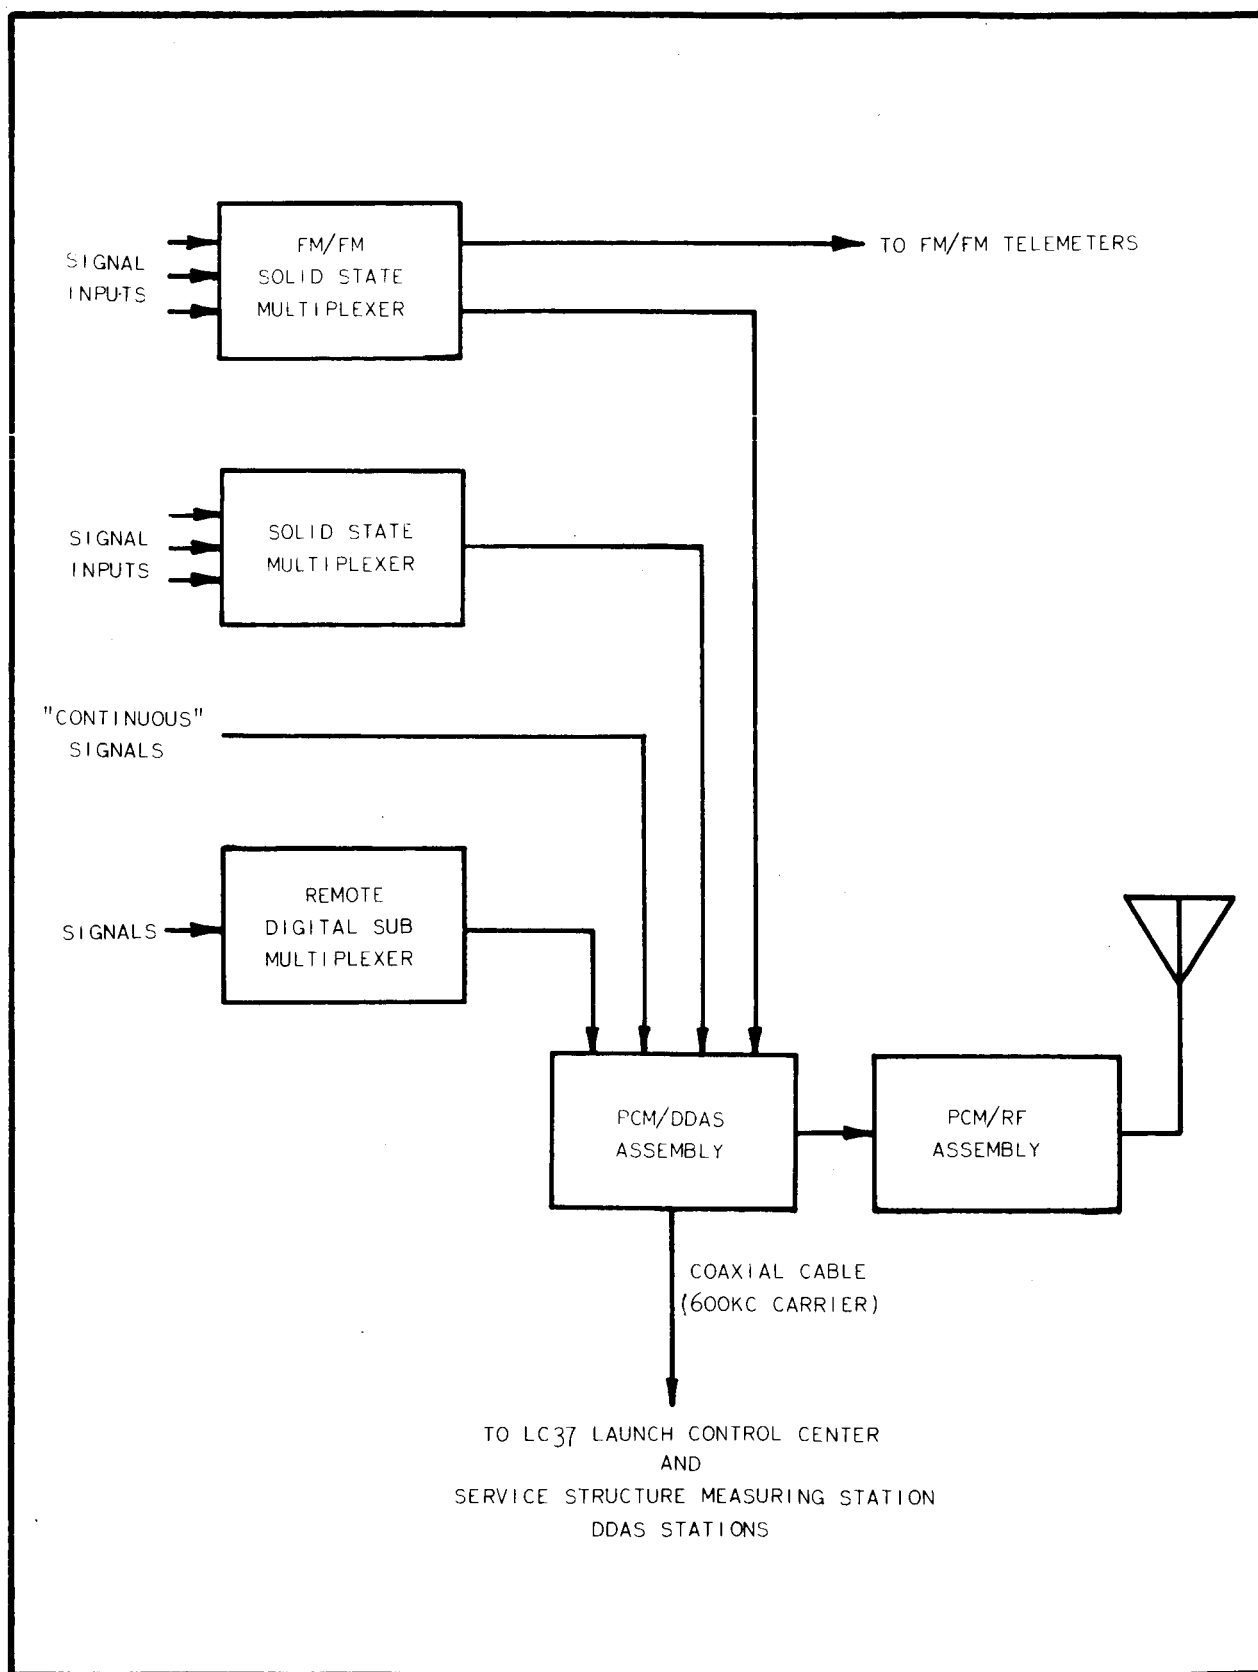 FM/FM
SOLID STATE
MULTIPLEXER
SIGNAL
INPUTS
TO FM/FM TELEMETERS
SOLID STATE
MULTIPLEXER
SIGNAL
INPUTS
"CONTINUOUS"
SIGNALS
REMOTE
DIGITAL SUB
MULTIPLEXER
SIGNALS
PCM/DDAS
ASSEMBLY
PCM/RF
ASSEMBLY
COAXIAL CABLE
(600KC CARRIER)
TO LC37 LAUNCH CONTROL CENTER
AND
SERVICE STRUCTURE MEASURING STATION
DDAS STATIONS